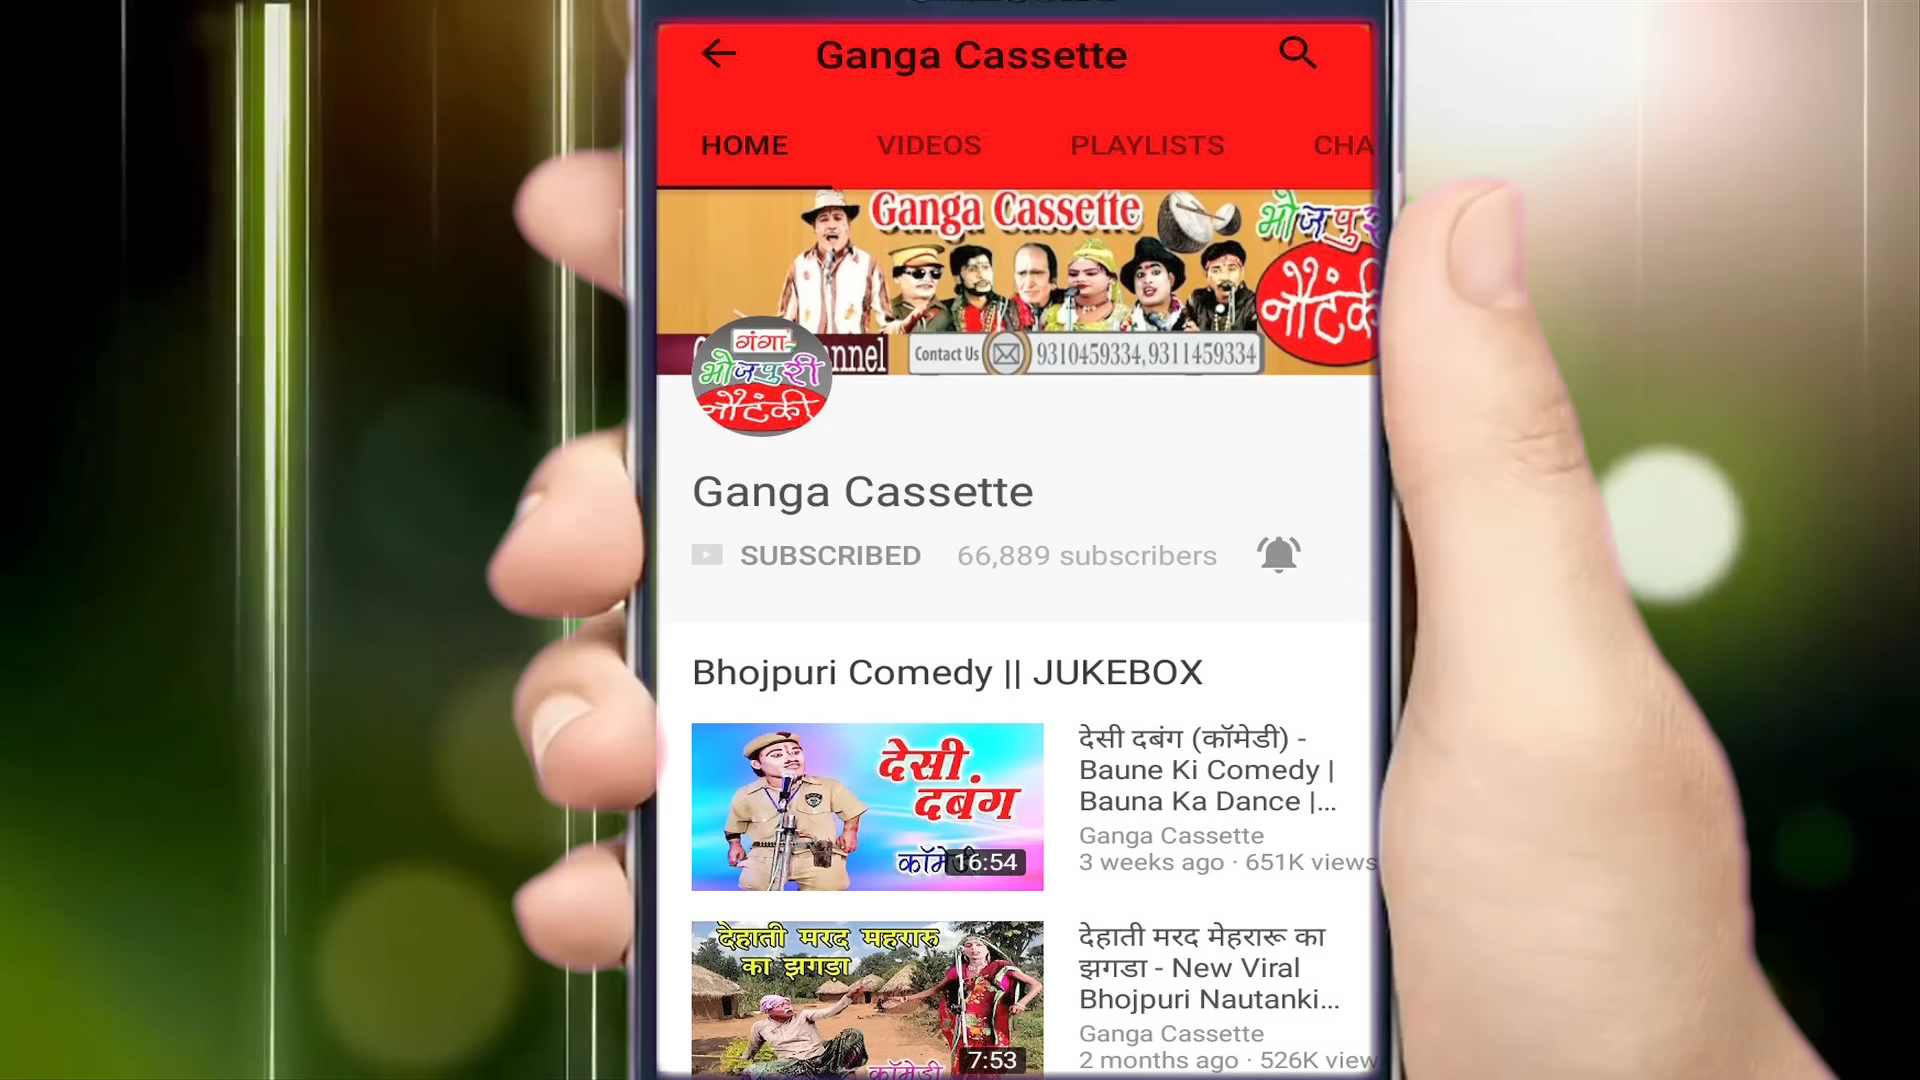 Ganga Cassette
HOME VIDEOS PLAYLISTS CHA
Ganga Cassette
भोजपुरी
नौटंकी
Contact Us 9310459334,9311459334
गंगा-
भोजपुरी
नौटंकी
Ganga Cassette
SUBSCRIBED 66,889 subscribers
Bhojpuri Comedy || JUKEBOX
देसी
दबंग
16:54
देसी दबंग (कॉमेडी) -
Baune Ki Comedy |
Bauna Ka Dance |...
Ganga Cassette
3 weeks ago · 651K views
देहाती मरद महरारू
का झगड़ा
कॉमेडी
7:53
देहाती मरद मेहरारू का
झगडा - New Viral
Bhojpuri Nautanki...
Ganga Cassette
2 months ago · 526K view